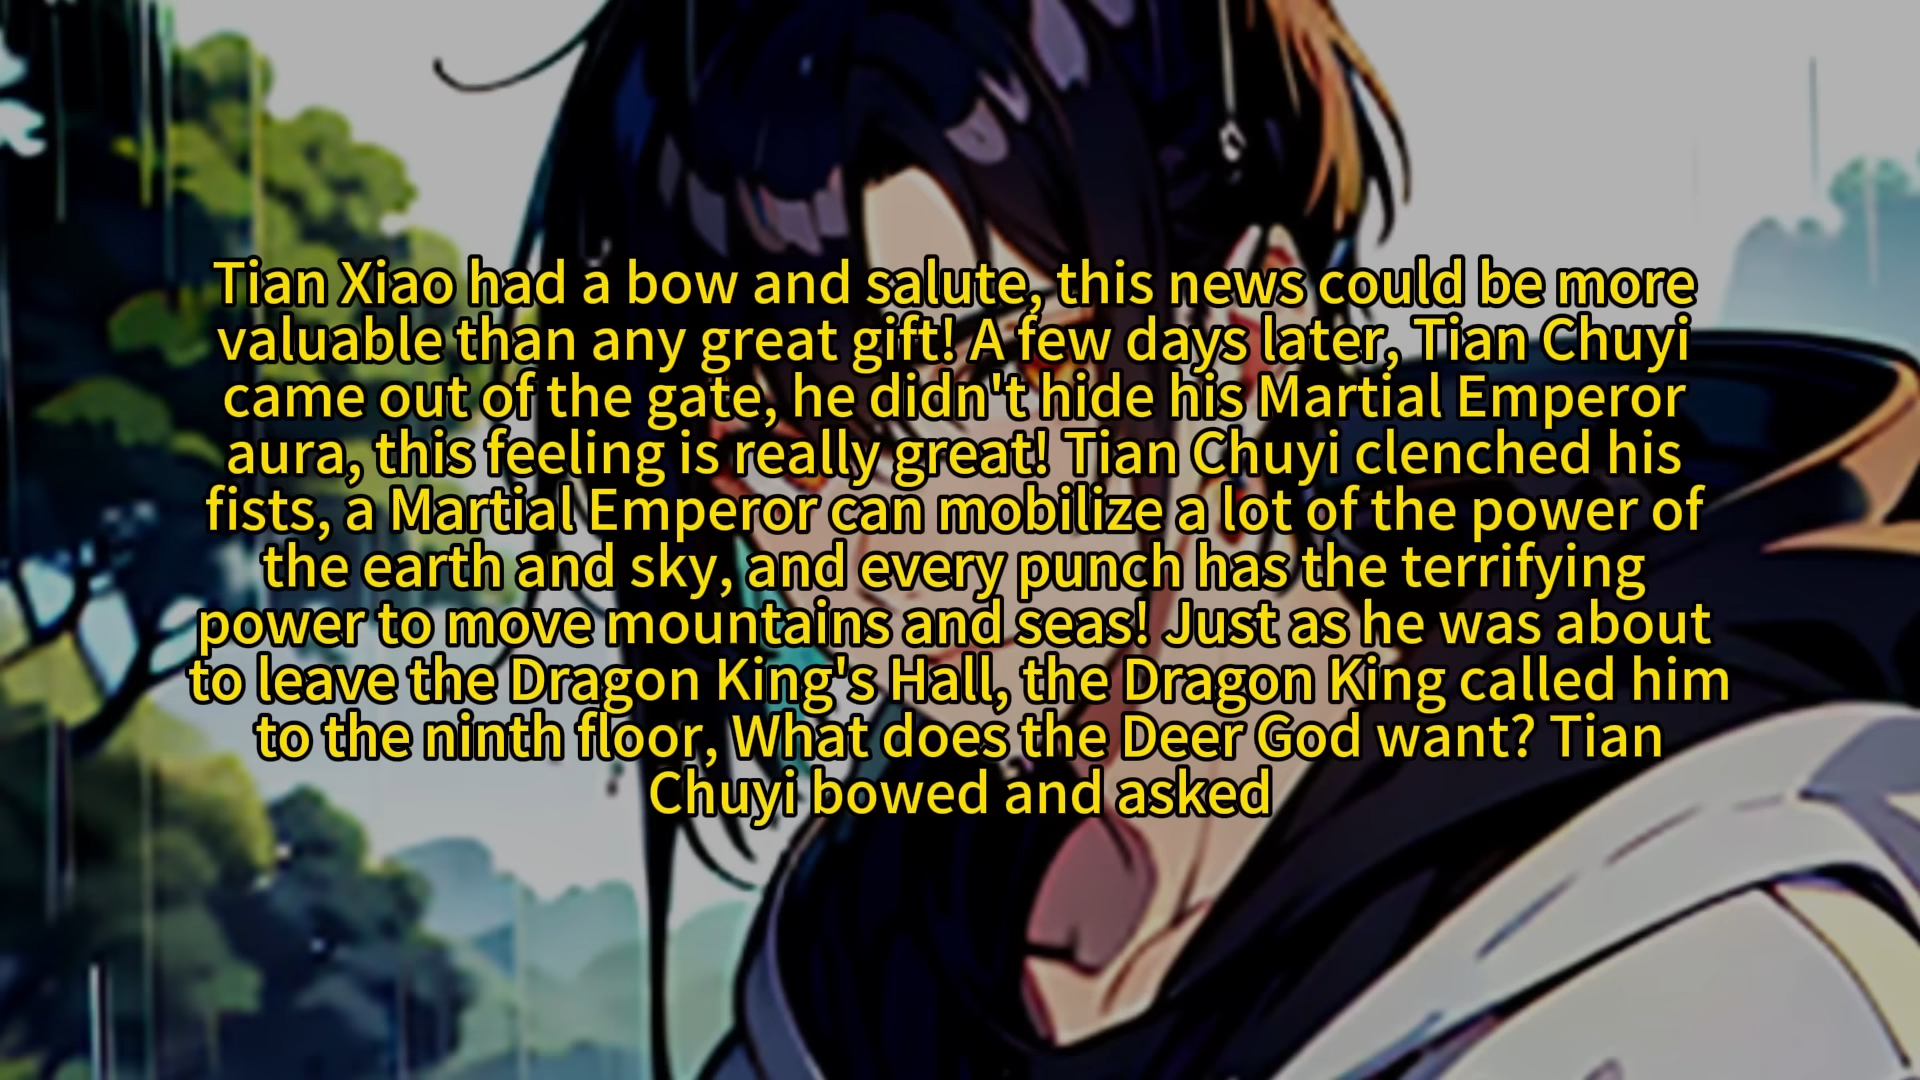 Tian Xiao had a bow and salute, this news could be more
valuable than any great gift! A few days later, Tian Chuyi
came out of the gate, he didn't hide his Martial Emperor
aura, this feeling is really great! Tian Chuyi clenched his
fists, a Martial Emperor can mobilize a lot of the power of
the earth and sky, and every punch has the terrifying
power to move mountains and seas! Just as he was about
to leave the Dragon King's Hall, the Dragon King called him
to the ninth floor, What does the Deer God want? Tian
Chuyi bowed and asked